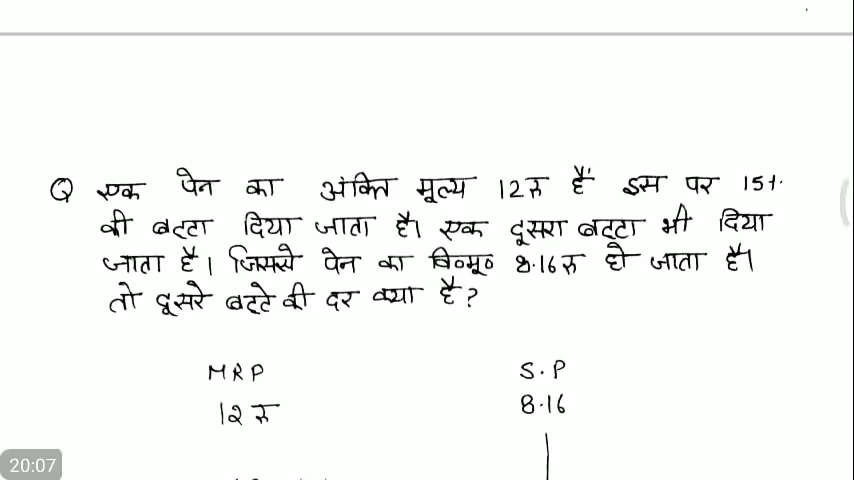 Q एक पेन का अंकित मूल्य 12रु हैं इस पर 15%
की बट्टा दिया जाता है। एक दूसरा बट्टा भी दिया
जाता है। जिससे पेन का वि०मू० 8.16रु हो जाता है।
तो दूसरे बट्टे की दर क्या है?
MRP S.P
12रु 8.16
20:07